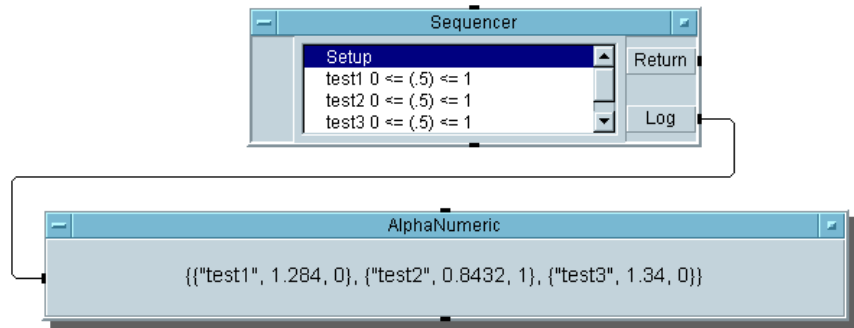 Sequencer
Setup
Return
test1 0 <= (.5) <= 1
test2 0 <= (.5) <= 1
test3 0 <= (.5) <= 1
Log
AlphaNumeric
{{"test1", 1.284, 0}, {"test2", 0.8432, 1}, {"test3", 1.34, 0}}